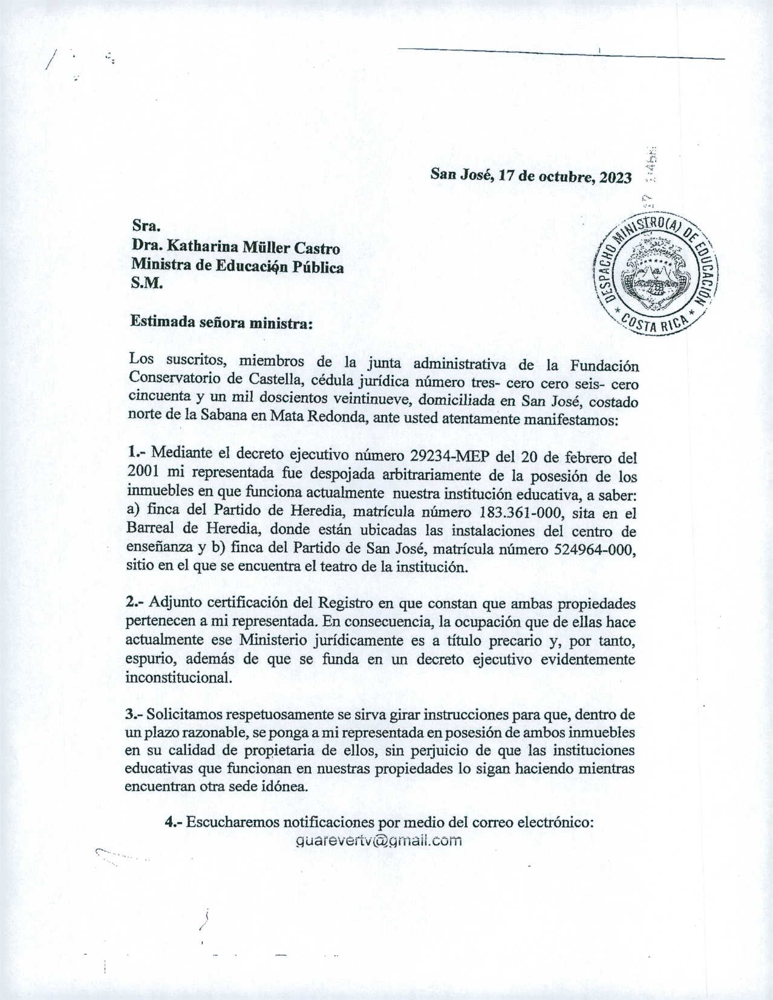 San José, 17 de octubre, 2023
DESPACHO MINISTRO(A) DE EDUCACIÓN
* COSTA RICA *
Sra.
Dra. Katharina Müller Castro
Ministra de Educación Pública
S.M.
Estimada señora ministra:
Los suscritos, miembros de la junta administrativa de la Fundación
Conservatorio de Castella, cédula jurídica número tres- cero cero seis- cero
cincuenta y un mil doscientos veintinueve, domiciliada en San José, costado
norte de la Sabana en Mata Redonda, ante usted atentamente manifestamos:
1.- Mediante el decreto ejecutivo número 29234-MEP del 20 de febrero del
2001 mi representada fue despojada arbitrariamente de la posesión de los
inmuebles en que funciona actualmente nuestra institución educativa, a saber:
a) finca del Partido de Heredia, matrícula número 183.361-000, sita en el
Barreal de Heredia, donde están ubicadas las instalaciones del centro de
enseñanza y b) finca del Partido de San José, matrícula número 524964-000,
sitio en el que se encuentra el teatro de la institución.
2.- Adjunto certificación del Registro en que constan que ambas propiedades
pertenecen a mi representada. En consecuencia, la ocupación que de ellas hace
actualmente ese Ministerio jurídicamente es a título precario y, por tanto,
espurio, además de que se funda en un decreto ejecutivo evidentemente
inconstitucional.
3.- Solicitamos respetuosamente se sirva girar instrucciones para que, dentro de
un plazo razonable, se ponga a mi representada en posesión de ambos inmuebles
en su calidad de propietaria de ellos, sin perjuicio de que las instituciones
educativas que funcionan en nuestras propiedades lo sigan haciendo mientras
encuentran otra sede idónea.
4.- Escucharemos notificaciones por medio del correo electrónico:
guarevertv@gmail.com